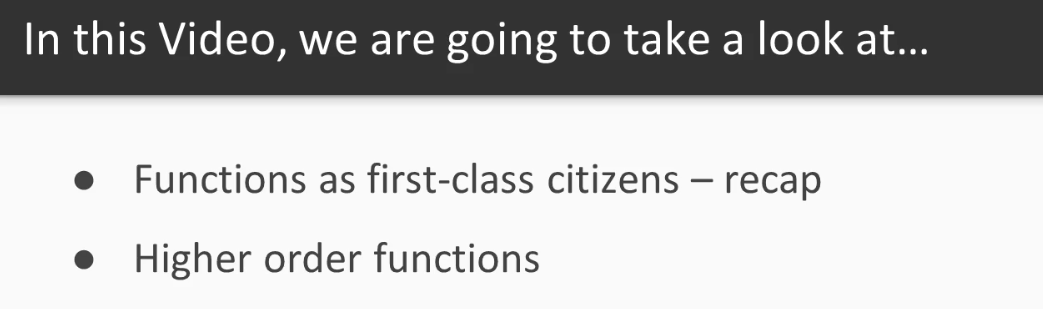 In this Video, we are going to take a look at...
● Functions as first-class citizens – recap
● Higher order functions